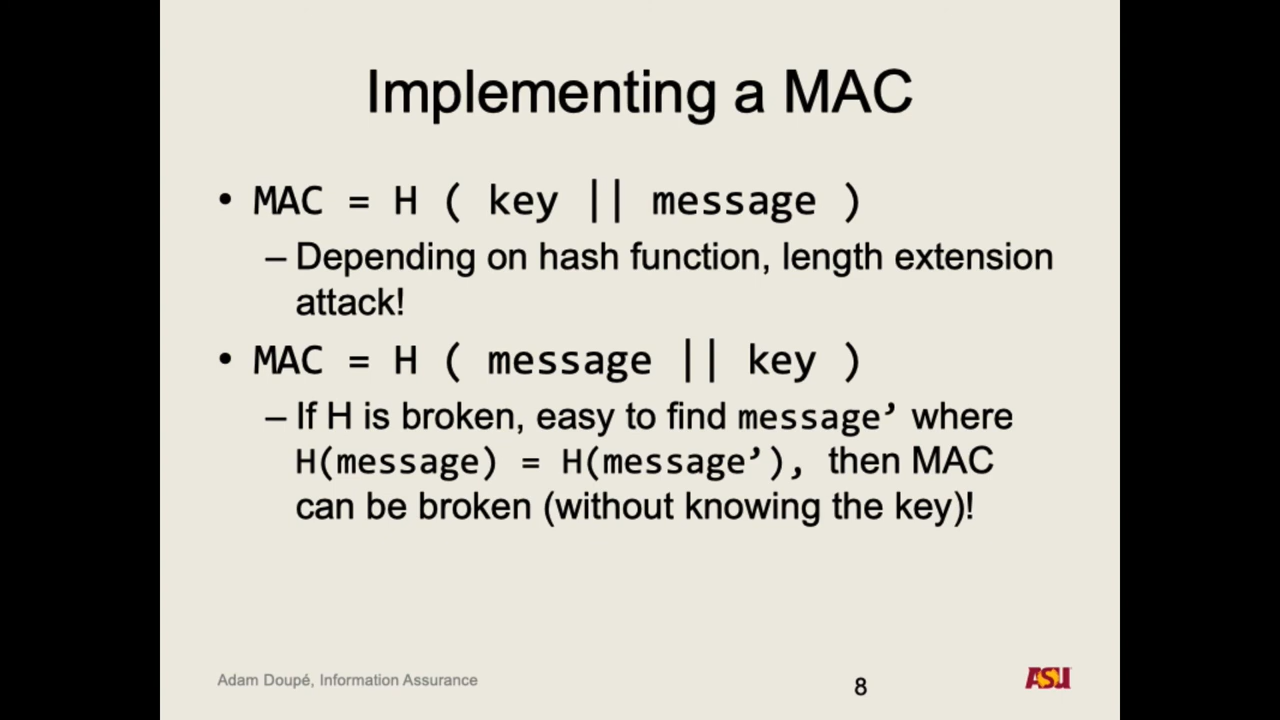 Implementing a MAC
• MAC = H ( key || message )
– Depending on hash function, length extension
attack!
• MAC = H ( message || key )
– If H is broken, easy to find message’ where
H(message) = H(message’), then MAC
can be broken (without knowing the key)!
Adam Doupé, Information Assurance
8
ASU